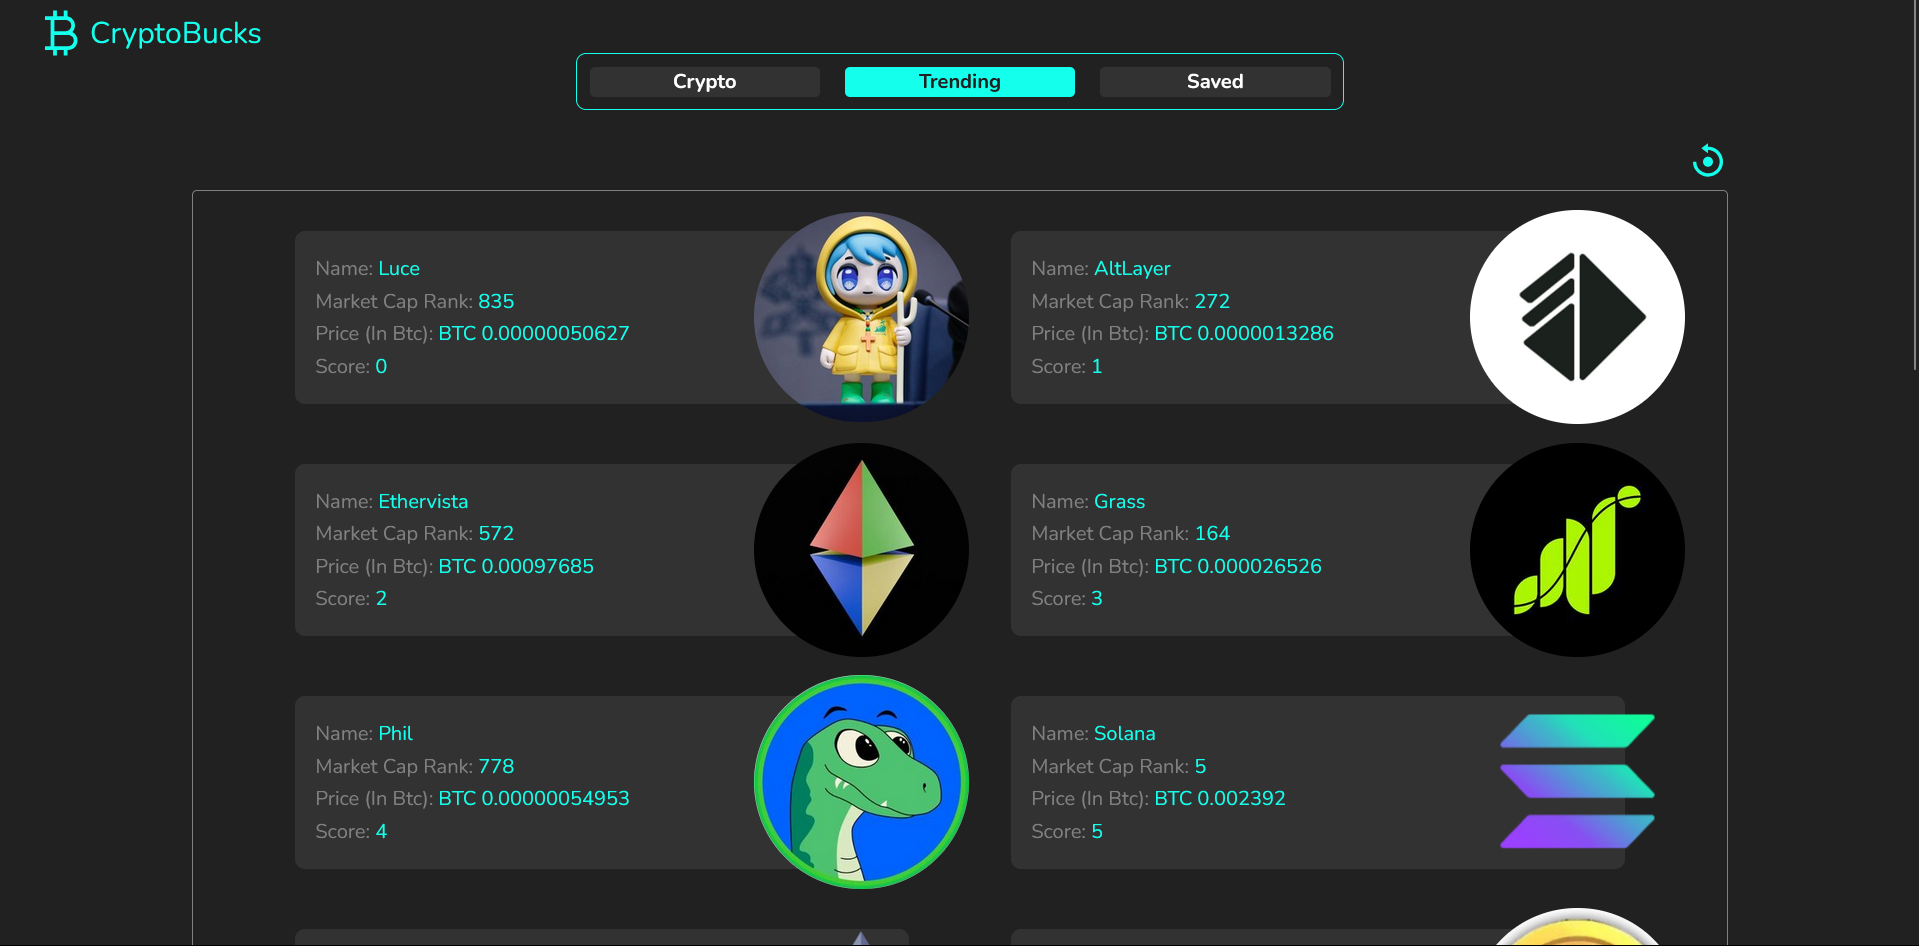 CryptoBucks
Crypto
Trending
Saved
Name: Luce
Market Cap Rank: 835
Price (In Btc): BTC 0.00000050627
Score: 0
Name: AltLayer
Market Cap Rank: 272
Price (In Btc): BTC 0.0000013286
Score: 1
Name: Ethervista
Market Cap Rank: 572
Price (In Btc): BTC 0.00097685
Score: 2
Name: Grass
Market Cap Rank: 164
Price (In Btc): BTC 0.000026526
Score: 3
Name: Phil
Market Cap Rank: 778
Price (In Btc): BTC 0.00000054953
Score: 4
Name: Solana
Market Cap Rank: 5
Price (In Btc): BTC 0.002392
Score: 5